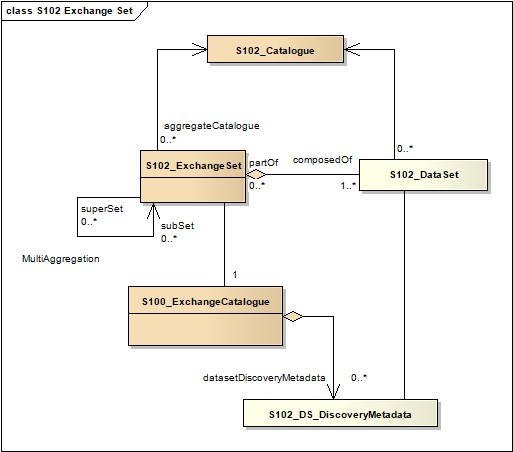 class S102 Exchange Set
S102_Catalogue
aggregateCatalogue
0..*
0..*
S102_ExchangeSet
partOf
composedOf
0..*
1..*
S102_DataSet
superSet
0..*
subSet
0..*
MultiAggregation
1
S100_ExchangeCatalogue
datasetDiscoveryMetadata
0..*
S102_DS_DiscoveryMetadata